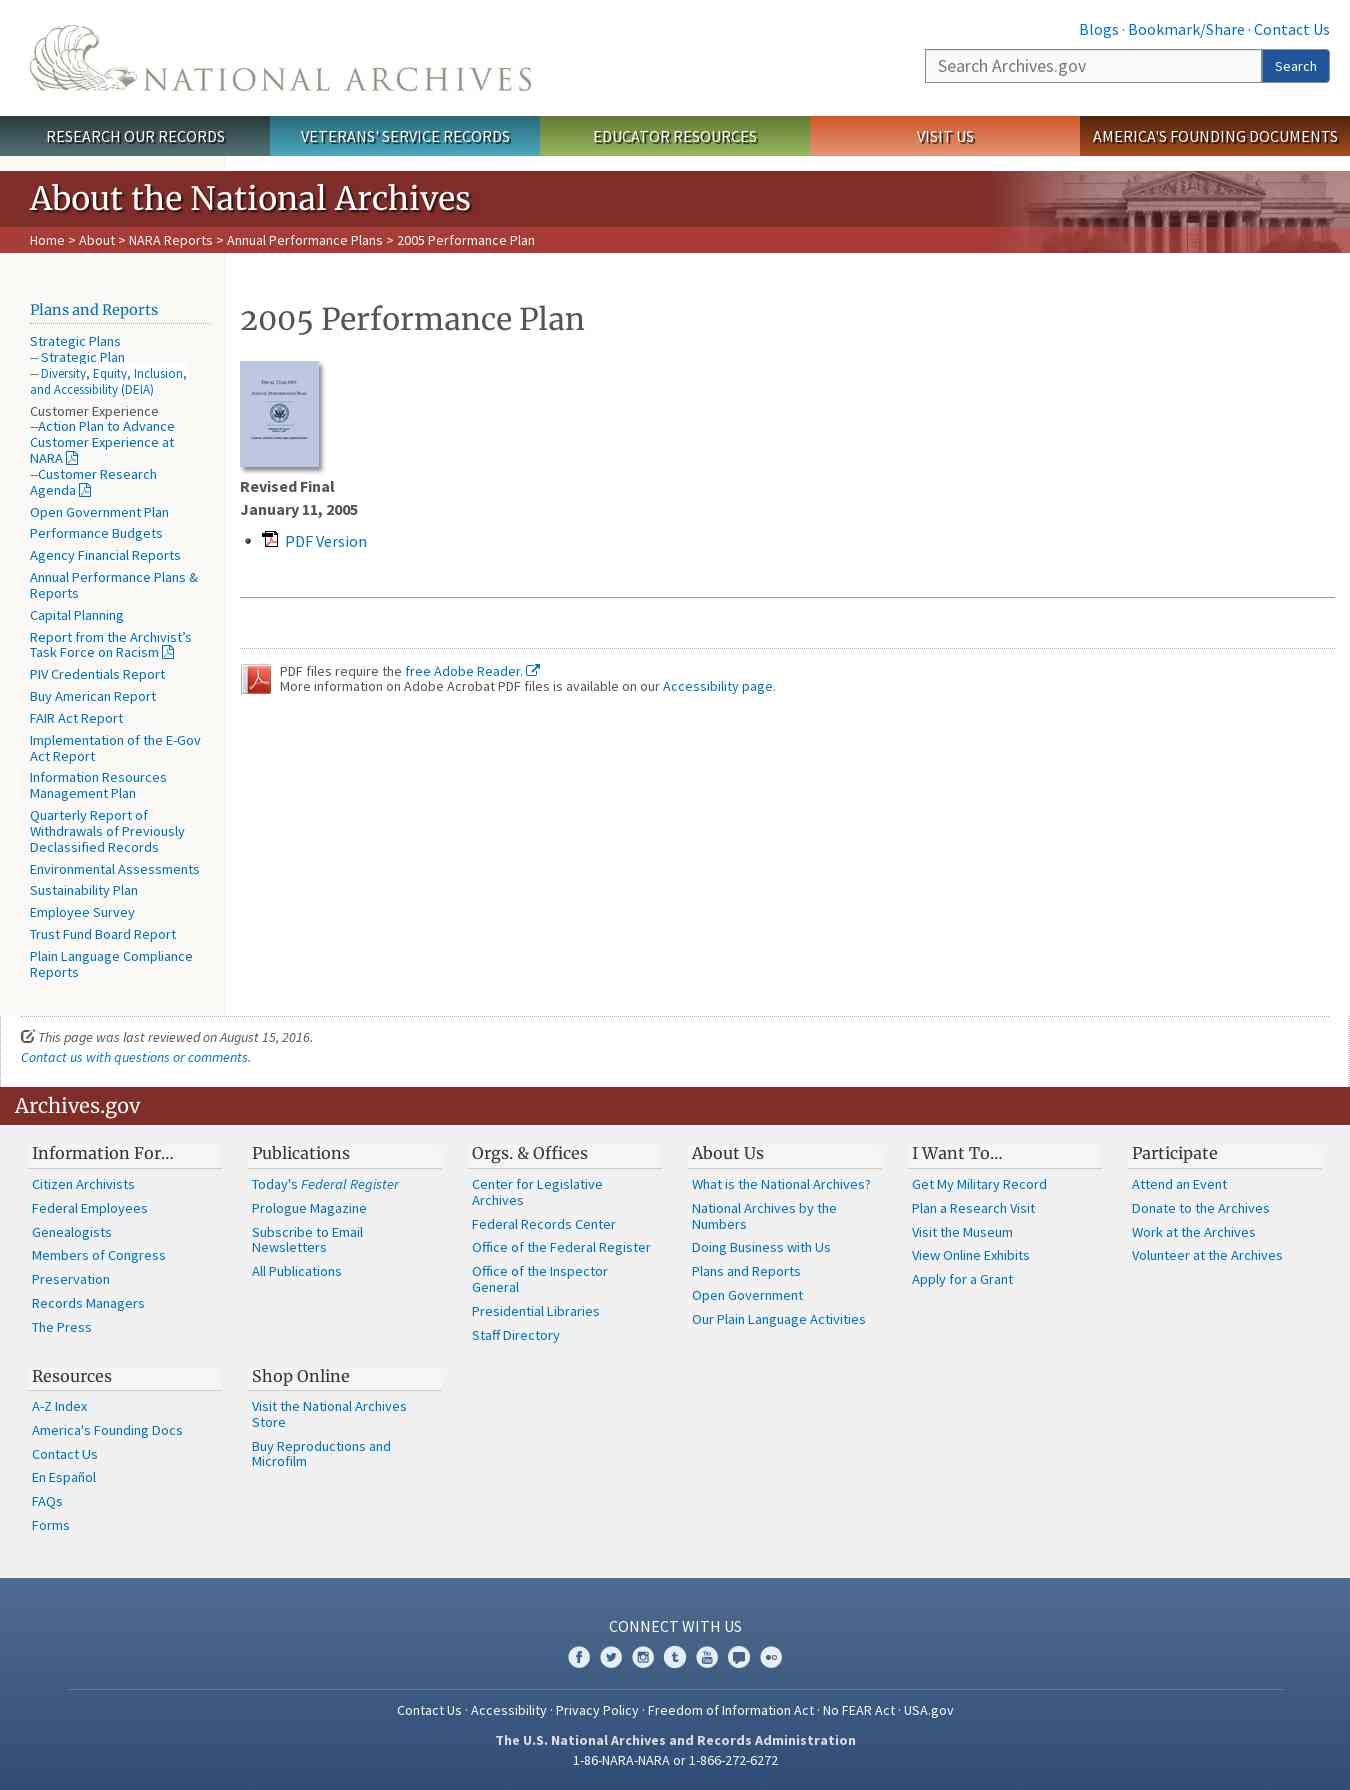 NATIONAL ARCHIVES
Blogs · Bookmark/Share · Contact Us
Search Archives.gov
Search
RESEARCH OUR RECORDS
VETERANS' SERVICE RECORDS
EDUCATOR RESOURCES
VISIT US
AMERICA'S FOUNDING DOCUMENTS
About the National Archives
Home > About > NARA Reports > Annual Performance Plans > 2005 Performance Plan
Plans and Reports
Strategic Plans
-- Strategic Plan
-- Diversity, Equity, Inclusion,
and Accessibility (DEIA)
Customer Experience
--Action Plan to Advance
Customer Experience at
NARA
--Customer Research
Agenda
Open Government Plan
Performance Budgets
Agency Financial Reports
Annual Performance Plans &
Reports
Capital Planning
Report from the Archivist’s
Task Force on Racism
PIV Credentials Report
Buy American Report
FAIR Act Report
Implementation of the E-Gov
Act Report
Information Resources
Management Plan
Quarterly Report of
Withdrawals of Previously
Declassified Records
Environmental Assessments
Sustainability Plan
Employee Survey
Trust Fund Board Report
Plain Language Compliance
Reports
2005 Performance Plan
Revised Final
January 11, 2005
PDF Version
PDF files require the free Adobe Reader.
More information on Adobe Acrobat PDF files is available on our Accessibility page.
This page was last reviewed on August 15, 2016.
Contact us with questions or comments.
Archives.gov
Information For…
Citizen Archivists
Federal Employees
Genealogists
Members of Congress
Preservation
Records Managers
The Press
Publications
Today's Federal Register
Prologue Magazine
Subscribe to Email
Newsletters
All Publications
Orgs. & Offices
Center for Legislative
Archives
Federal Records Center
Office of the Federal Register
Office of the Inspector
General
Presidential Libraries
Staff Directory
About Us
What is the National Archives?
National Archives by the
Numbers
Doing Business with Us
Plans and Reports
Open Government
Our Plain Language Activities
I Want To…
Get My Military Record
Plan a Research Visit
Visit the Museum
View Online Exhibits
Apply for a Grant
Participate
Attend an Event
Donate to the Archives
Work at the Archives
Volunteer at the Archives
Resources
A-Z Index
America's Founding Docs
Contact Us
En Español
FAQs
Forms
Shop Online
Visit the National Archives
Store
Buy Reproductions and
Microfilm
CONNECT WITH US
Contact Us · Accessibility · Privacy Policy · Freedom of Information Act · No FEAR Act · USA.gov
The U.S. National Archives and Records Administration
1-86-NARA-NARA or 1-866-272-6272